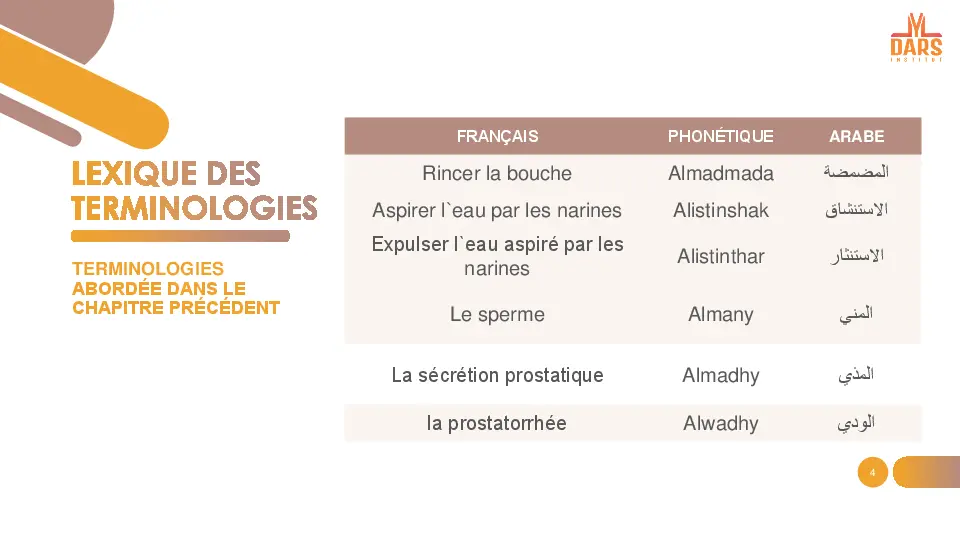 DARS
INSTITUT
LEXIQUE DES
TERMINOLOGIES
TERMINOLOGIES
ABORDÉE DANS LE
CHAPITRE PRÉCÉDENT
FRANÇAIS PHONÉTIQUE ARABE
Rincer la bouche Almadmada المضمضة
Aspirer l`eau par les narines Alistinshak الاستنشاق
Expulser l`eau aspiré par les
narines Alistinthar الاستنثار
Le sperme Almany المني
La sécrétion prostatique Almadhy المذي
la prostatorrhée Alwadhy الودي
4